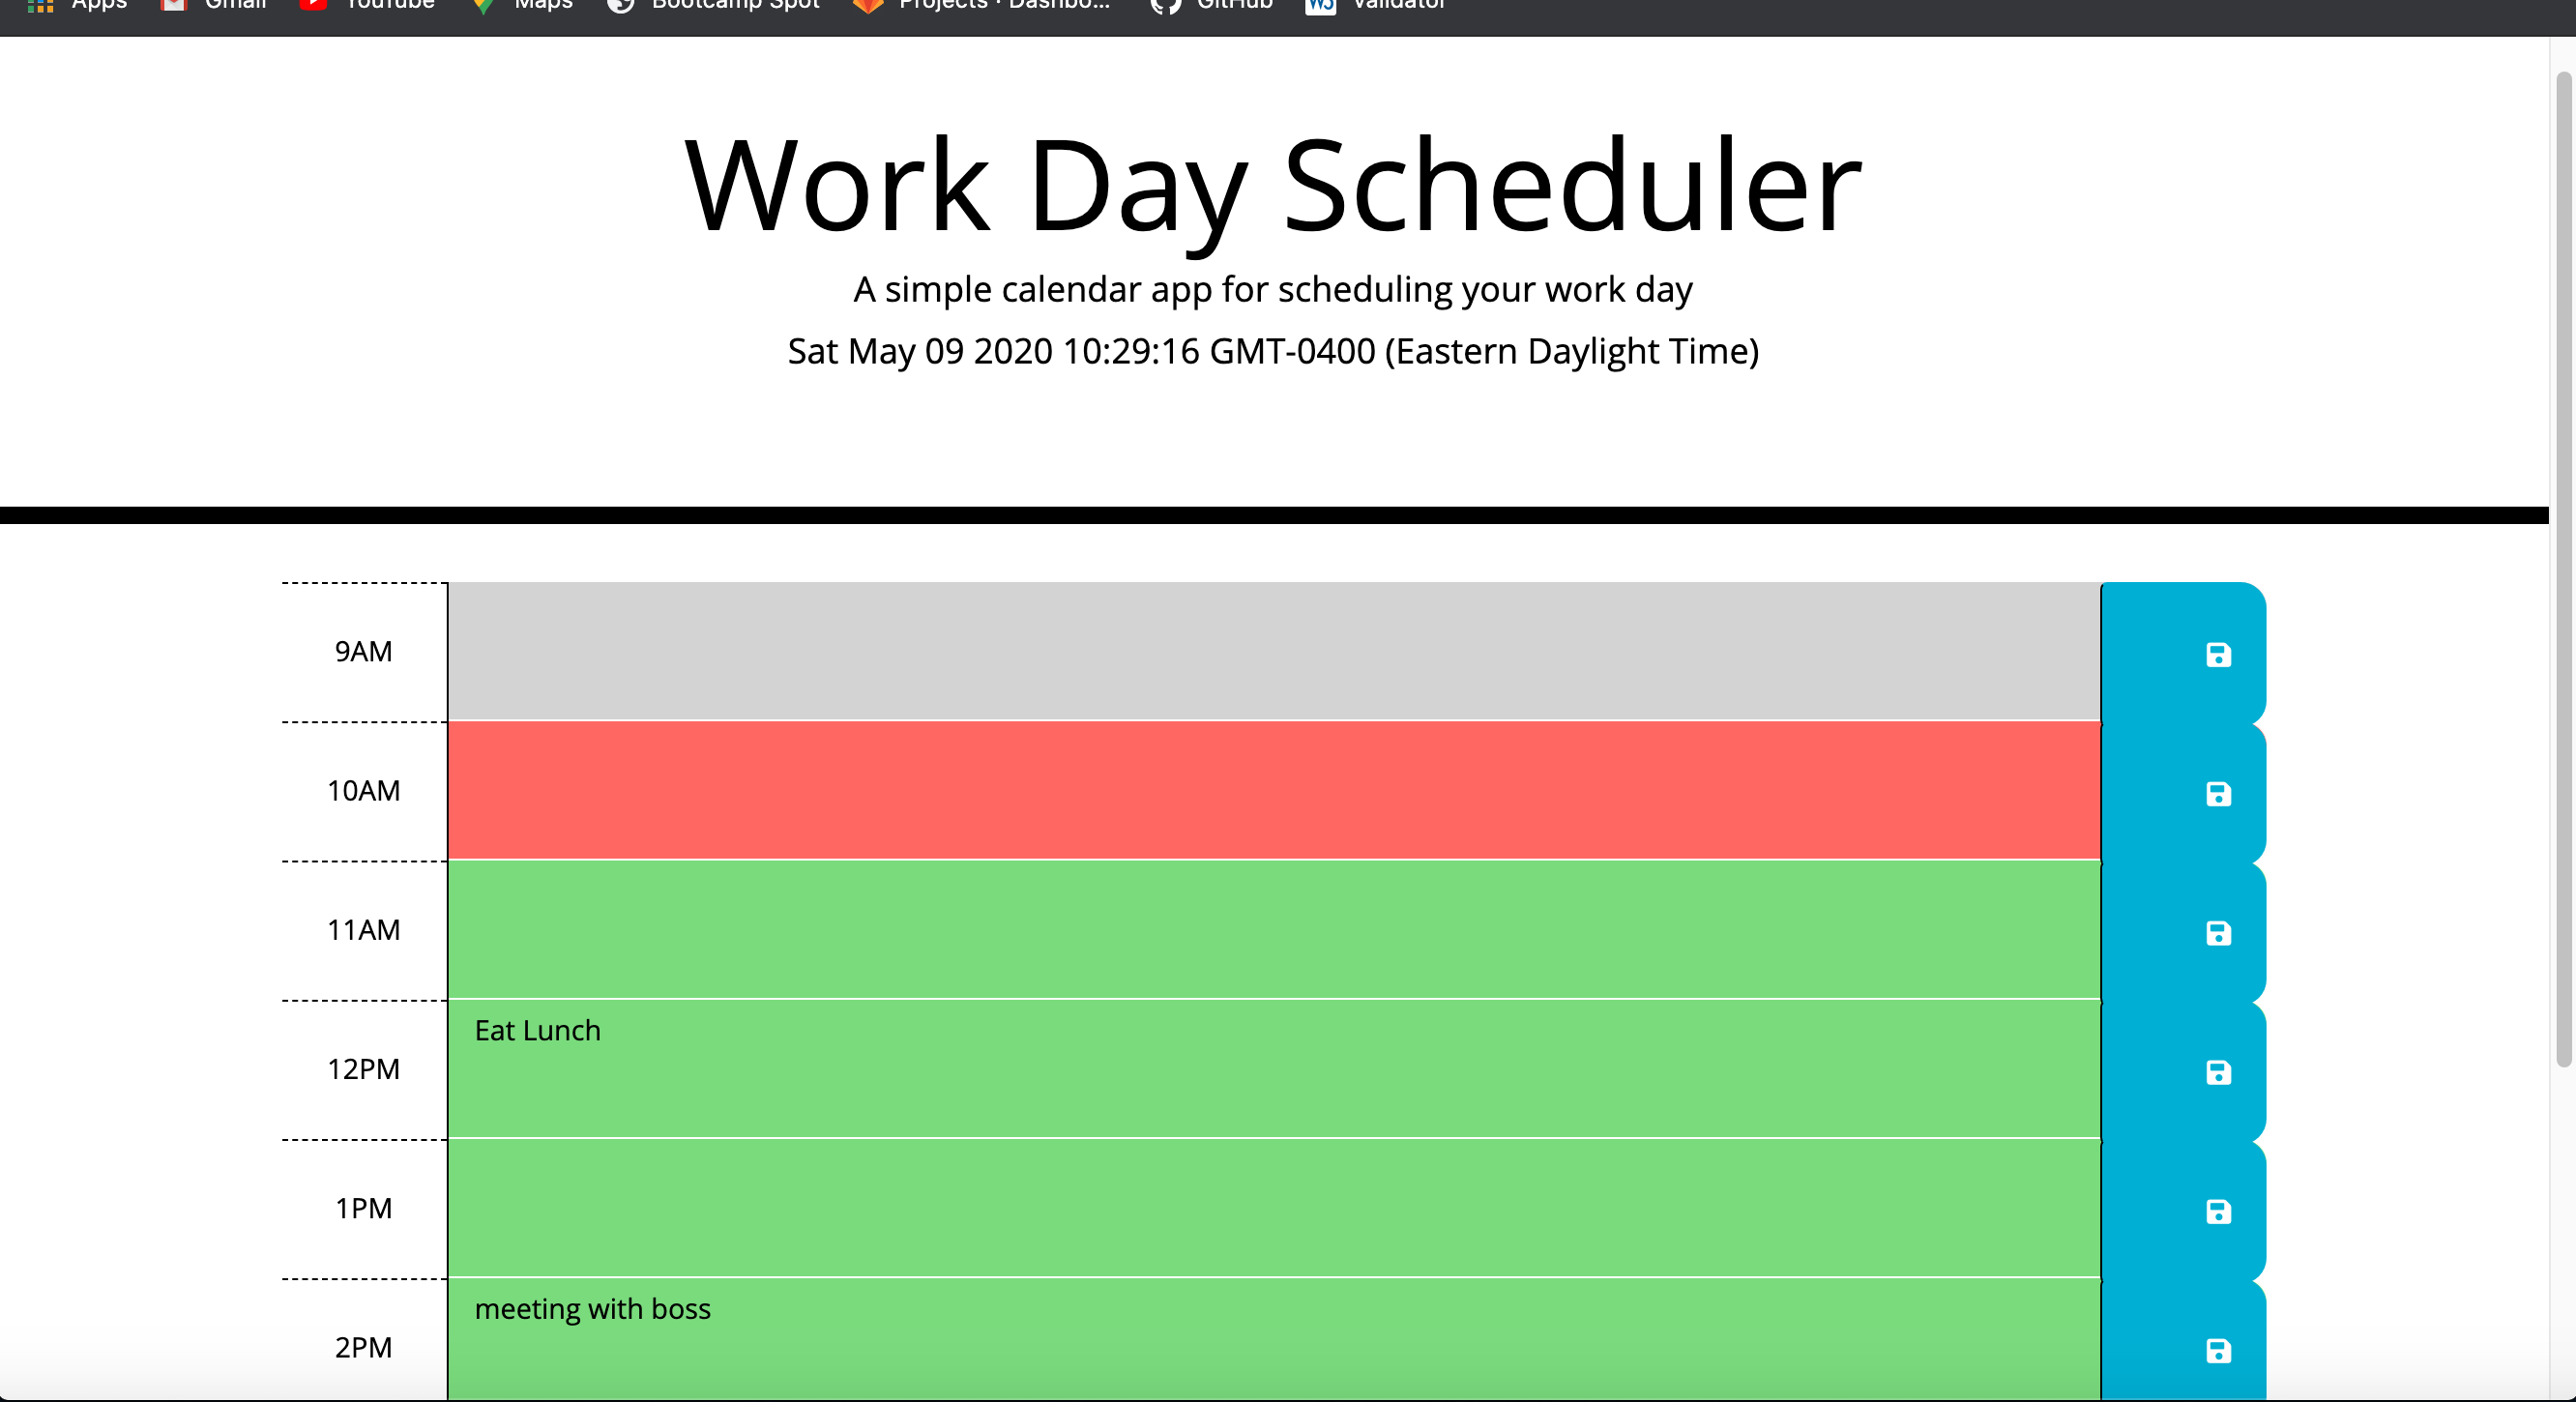 Apps Gmail YouTube Maps Bootcamp Spot Projects · Dashbo... GitHub Validator
Work Day Scheduler
A simple calendar app for scheduling your work day
Sat May 09 2020 10:29:16 GMT-0400 (Eastern Daylight Time)
9AM
10AM
11AM
Eat Lunch
12PM
1PM
meeting with boss
2PM